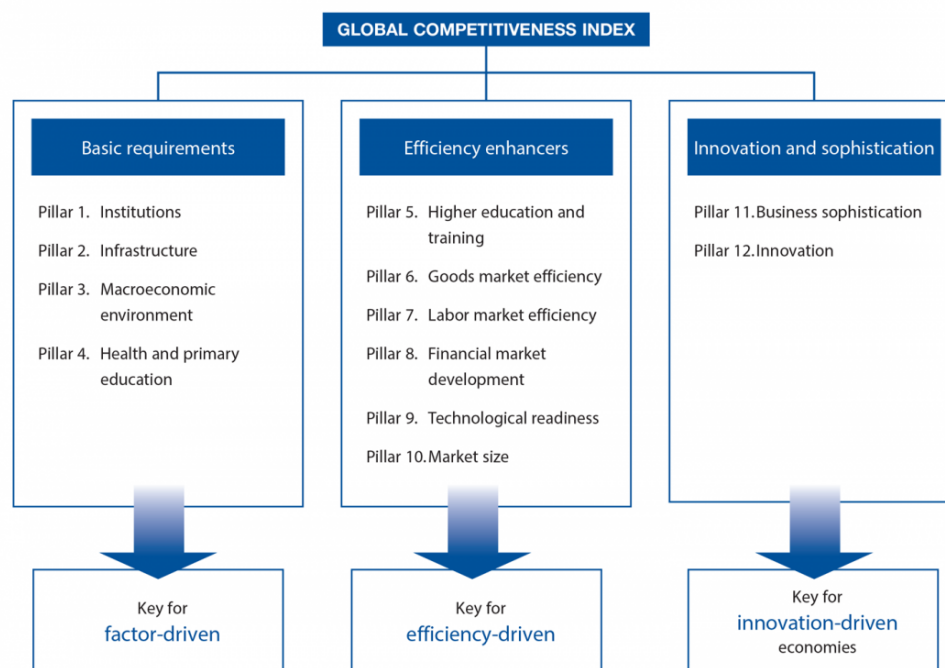 GLOBAL COMPETITIVENESS INDEX
Basic requirements
Pillar 1. Institutions
Pillar 2. Infrastructure
Pillar 3. Macroeconomic
environment
Pillar 4. Health and primary
education
Key for
factor-driven
Efficiency enhancers
Pillar 5. Higher education and
training
Pillar 6. Goods market efficiency
Pillar 7. Labor market efficiency
Pillar 8. Financial market
development
Pillar 9. Technological readiness
Pillar 10. Market size
Key for
efficiency-driven
Innovation and sophistication
Pillar 11. Business sophistication
Pillar 12. Innovation
Key for
innovation-driven
economies